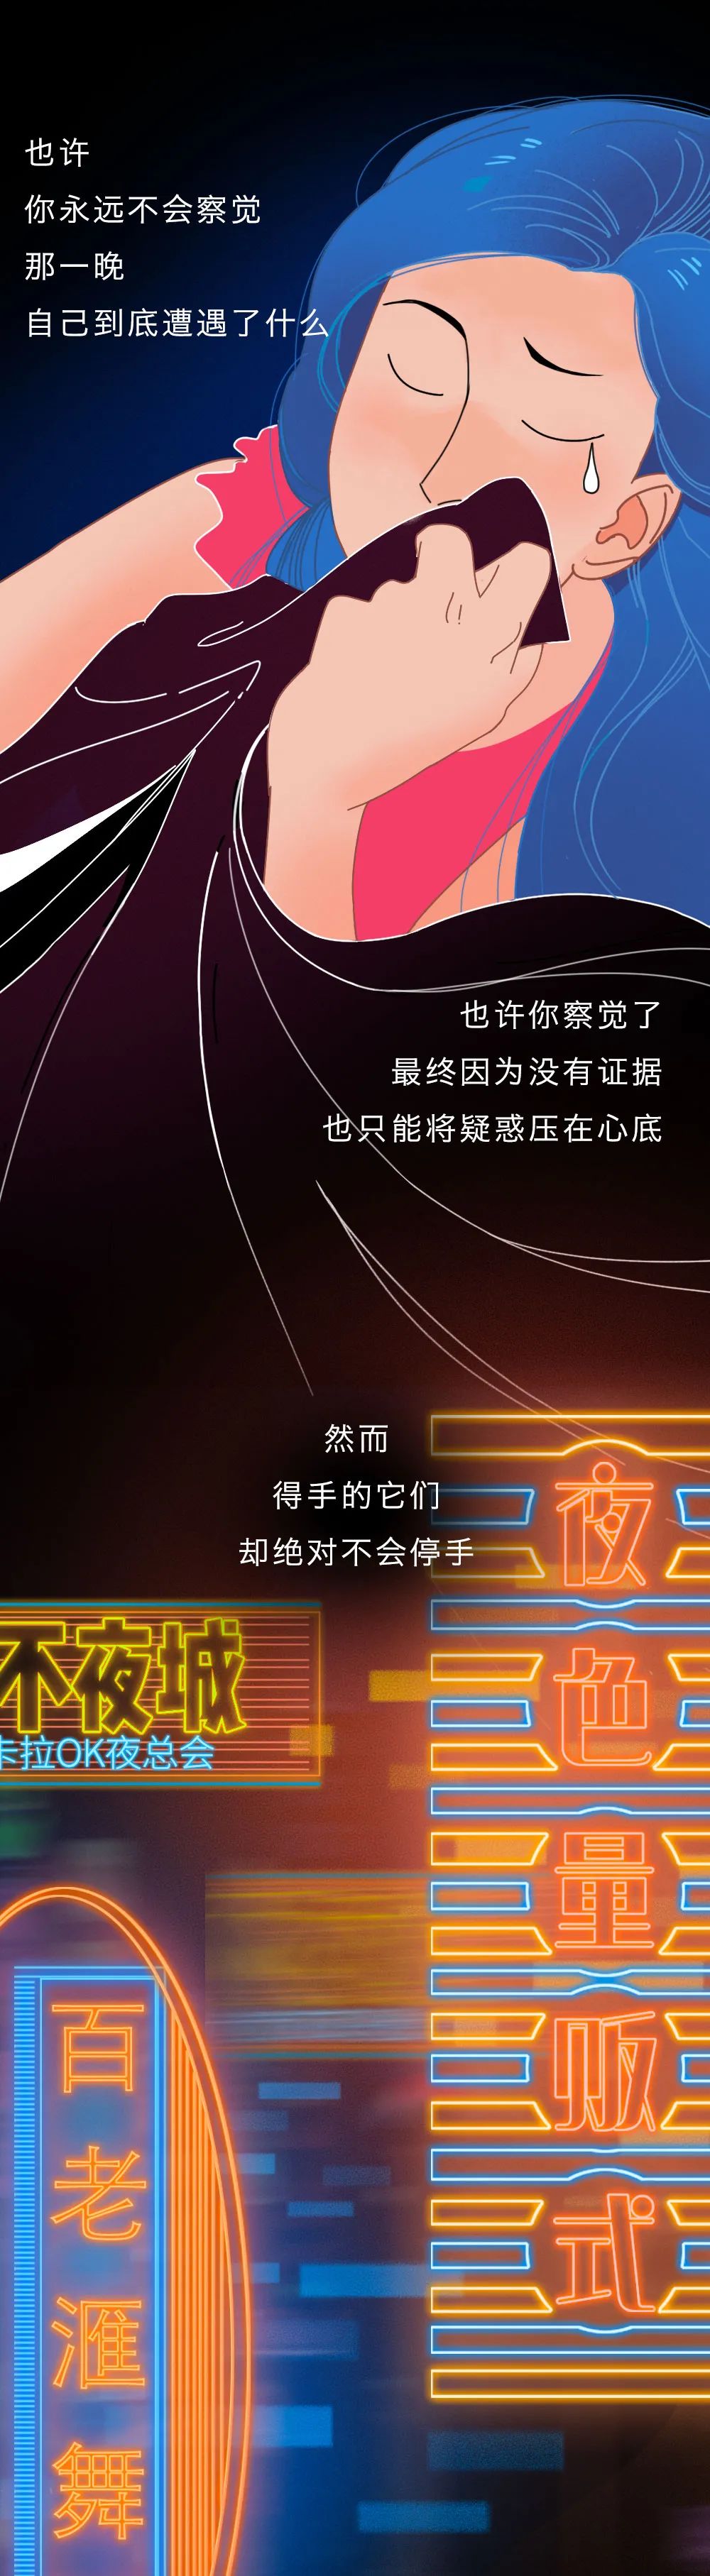 也许
你永远不会察觉
那一晚
自己到底遭遇了什么
也许你察觉了
最终因为没有证据
也只能将疑惑压在心底
然而
得手的它们
却绝对不会停手
夜色量贩式
不夜城
卡拉OK夜总会
百老滙舞